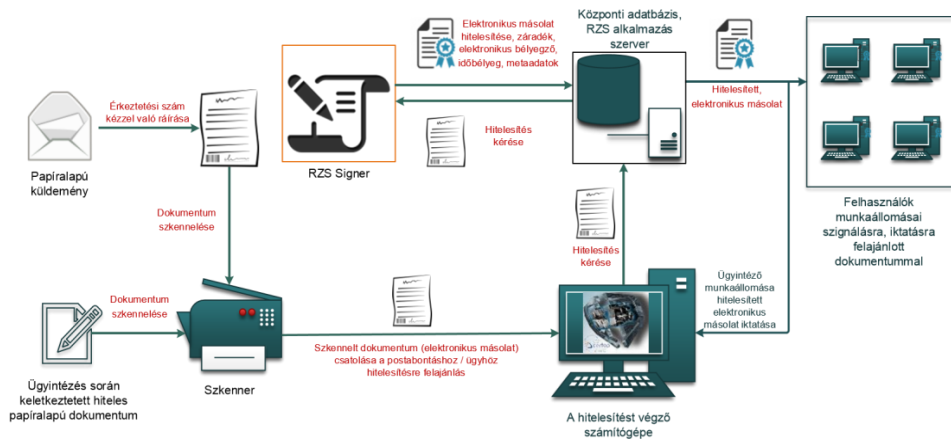 Elektronikus másolat
hitelesítése, záradék,
elektronikus bélyegző,
időbélyeg, metaadatok
Központi adatbázis,
RZS alkalmazás
szerver
Érkeztetési szám
kézzel való ráírása
Hitelesített,
elektronikus másolat
Hitelesítés
kérése
Papíralapú
küldemény
RZS Signer
Felhasználók
munkaállomásai
szignálásra, iktatásra
felajánlott
dokumentummal
Dokumentum
szkennelése
Hitelesítés
kérése
Ügyintéző
munkaállomása
hitelesített
elektronikus
másolat iktatása
Dokumentum
szkennelése
Szkennelt dokumentum (elektronikus másolat)
csatolása a postabontáshoz / ügyhöz
hitelesítésre felajánlás
Szkenner
Ügyintézés során
keletkeztetett hiteles
papíralapú dokumentum
A hitelesítést végző
számítógépe